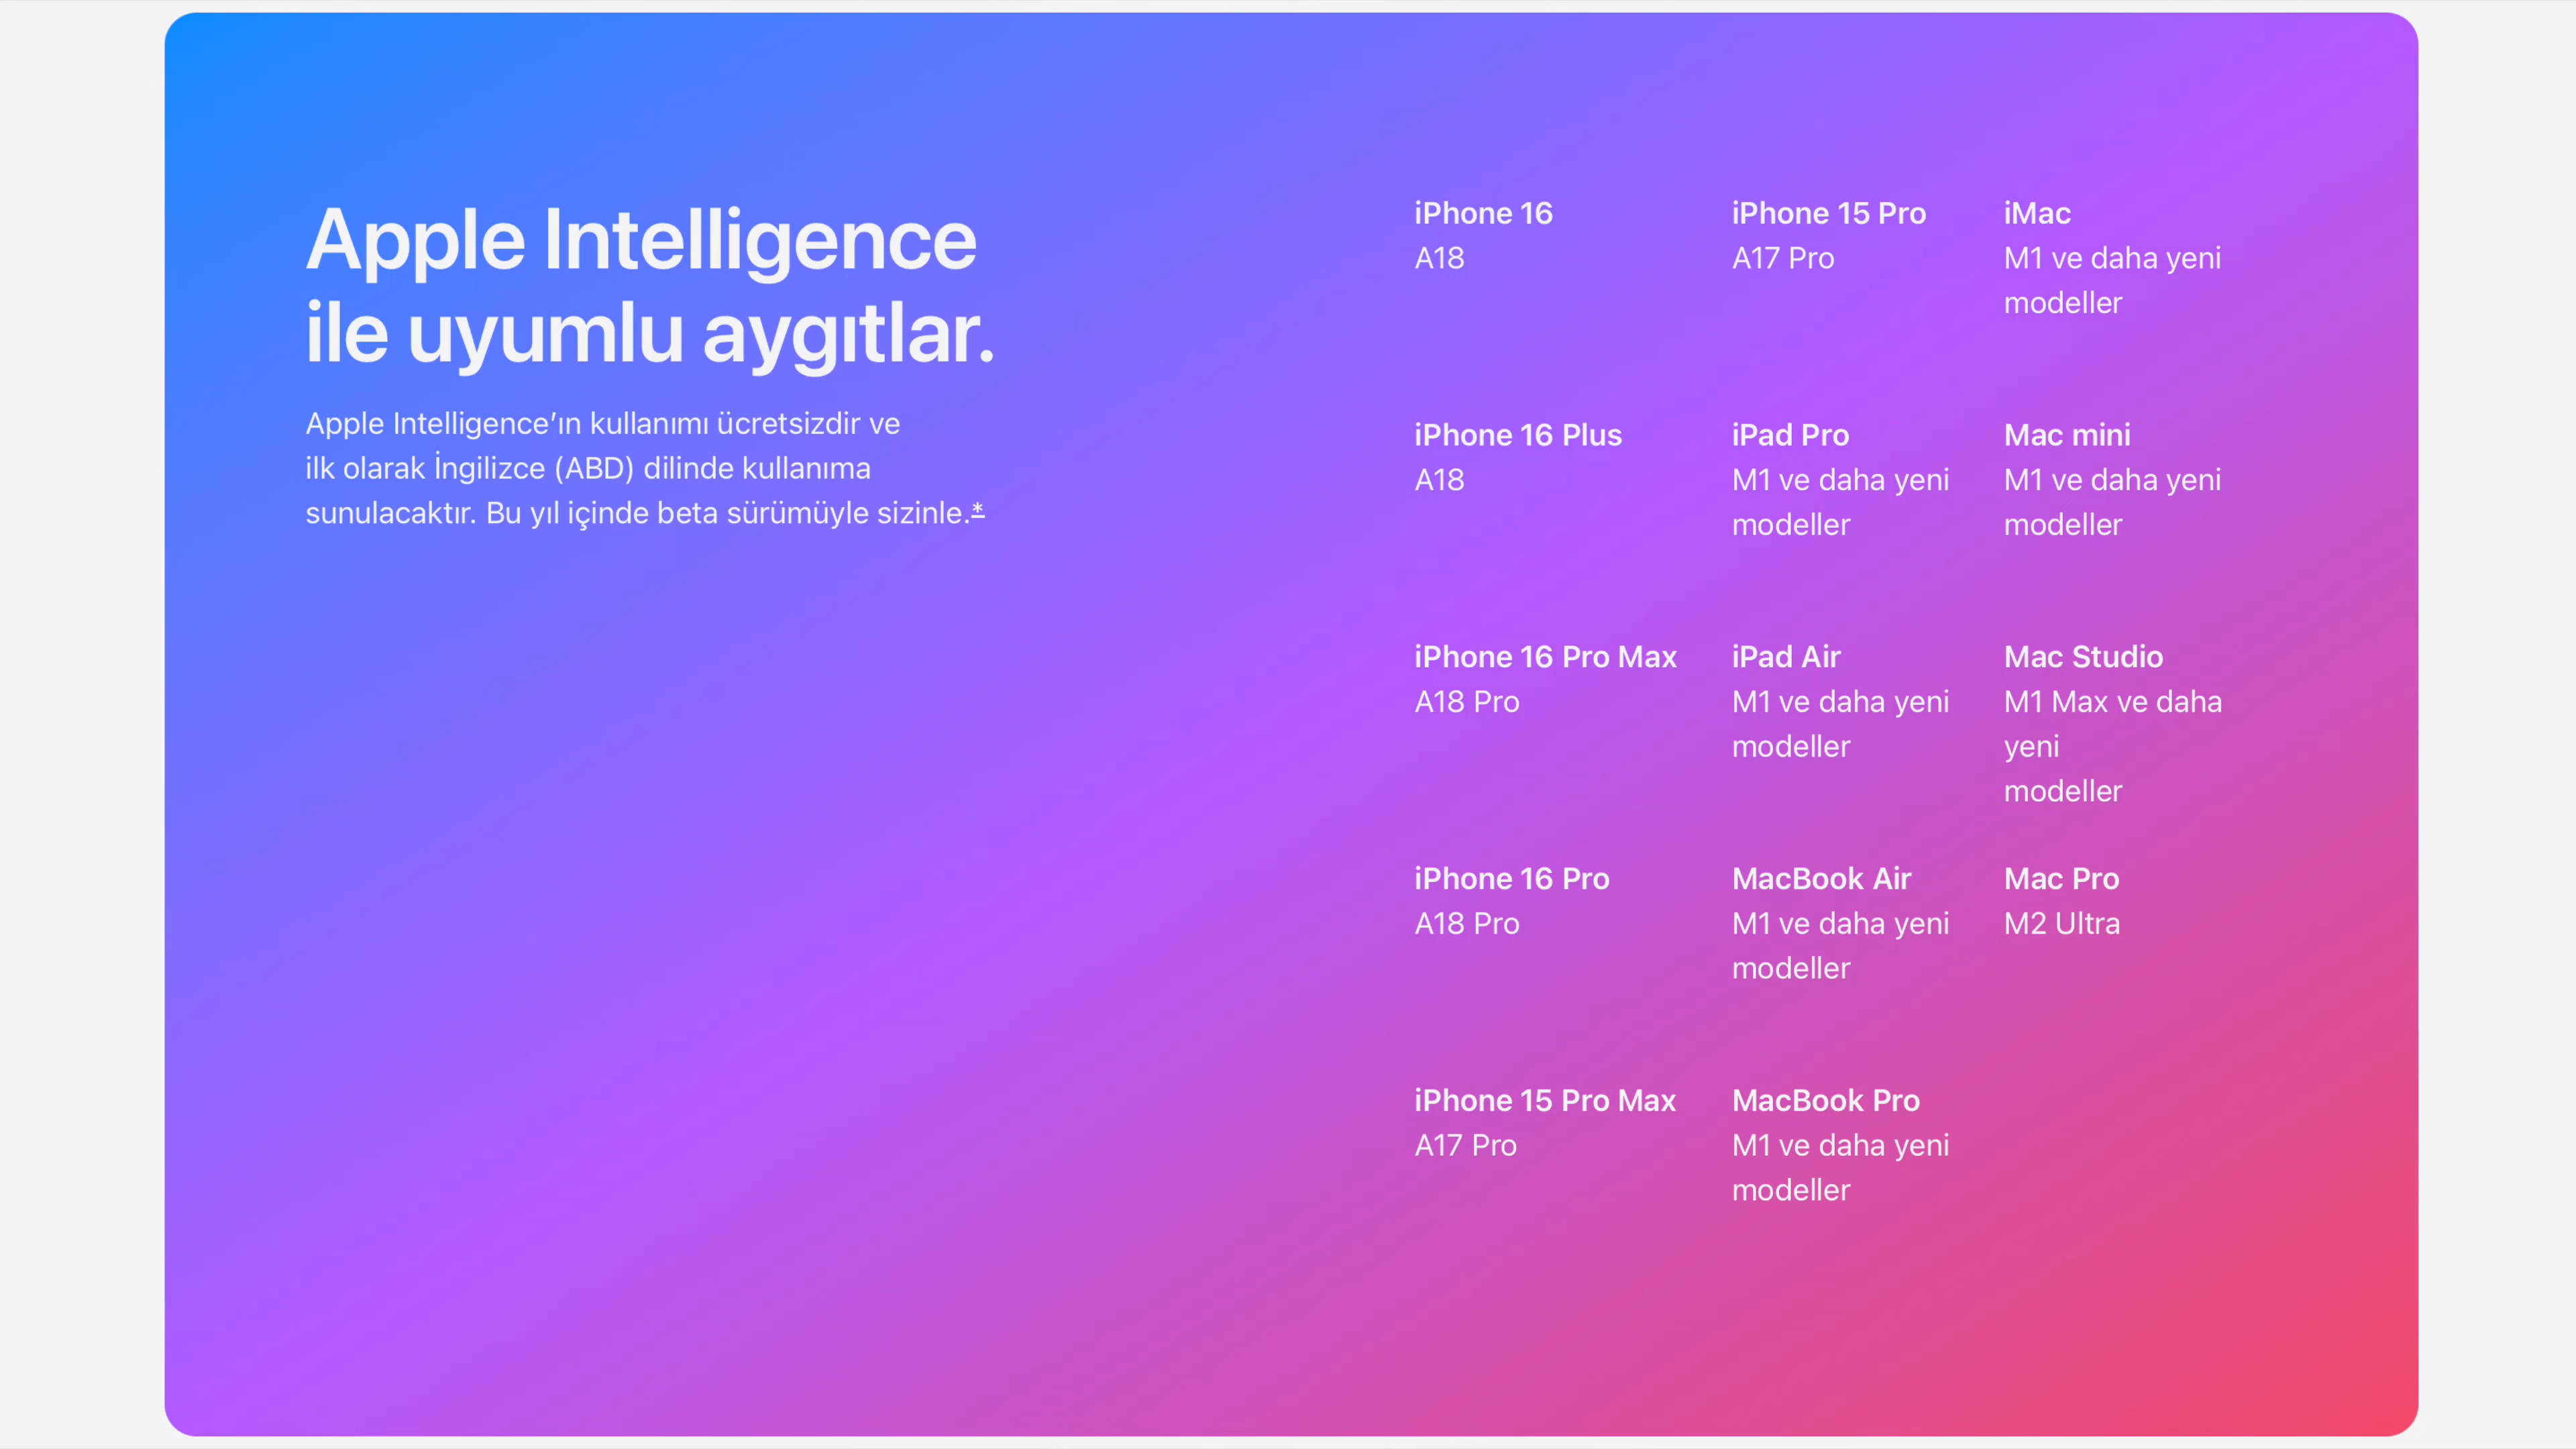 Apple Intelligence
ile uyumlu aygıtlar.
Apple Intelligence’ın kullanımı ücretsizdir ve
ilk olarak İngilizce (ABD) dilinde kullanıma
sunulacaktır. Bu yıl içinde beta sürümüyle sizinle.*
iPhone 16
A18
iPhone 15 Pro
A17 Pro
iMac
M1 ve daha yeni
modeller
iPhone 16 Plus
A18
iPad Pro
M1 ve daha yeni
modeller
Mac mini
M1 ve daha yeni
modeller
iPhone 16 Pro Max
A18 Pro
iPad Air
M1 ve daha yeni
modeller
Mac Studio
M1 Max ve daha
yeni
modeller
iPhone 16 Pro
A18 Pro
MacBook Air
M1 ve daha yeni
modeller
Mac Pro
M2 Ultra
iPhone 15 Pro Max
A17 Pro
MacBook Pro
M1 ve daha yeni
modeller